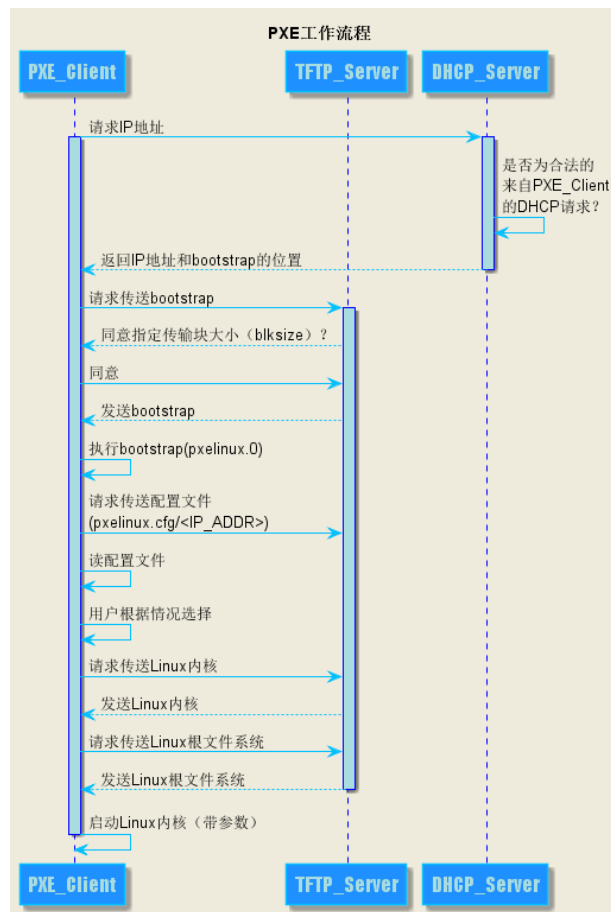 PXE工作流程
PXE_Client
TFTP_Server
DHCP_Server
请求IP地址
是否为合法的
来自PXE_Client
的DHCP请求?
返回IP地址和bootstrap的位置
请求传送bootstrap
同意指定传输块大小（blksize）?
同意
发送bootstrap
执行bootstrap(pxelinux.0)
请求传送配置文件
(pxelinux.cfg/<IP_ADDR>)
读配置文件
用户根据情况选择
请求传送Linux内核
发送Linux内核
请求传送Linux根文件系统
发送Linux根文件系统
启动Linux内核（带参数）
PXE_Client
TFTP_Server
DHCP_Server